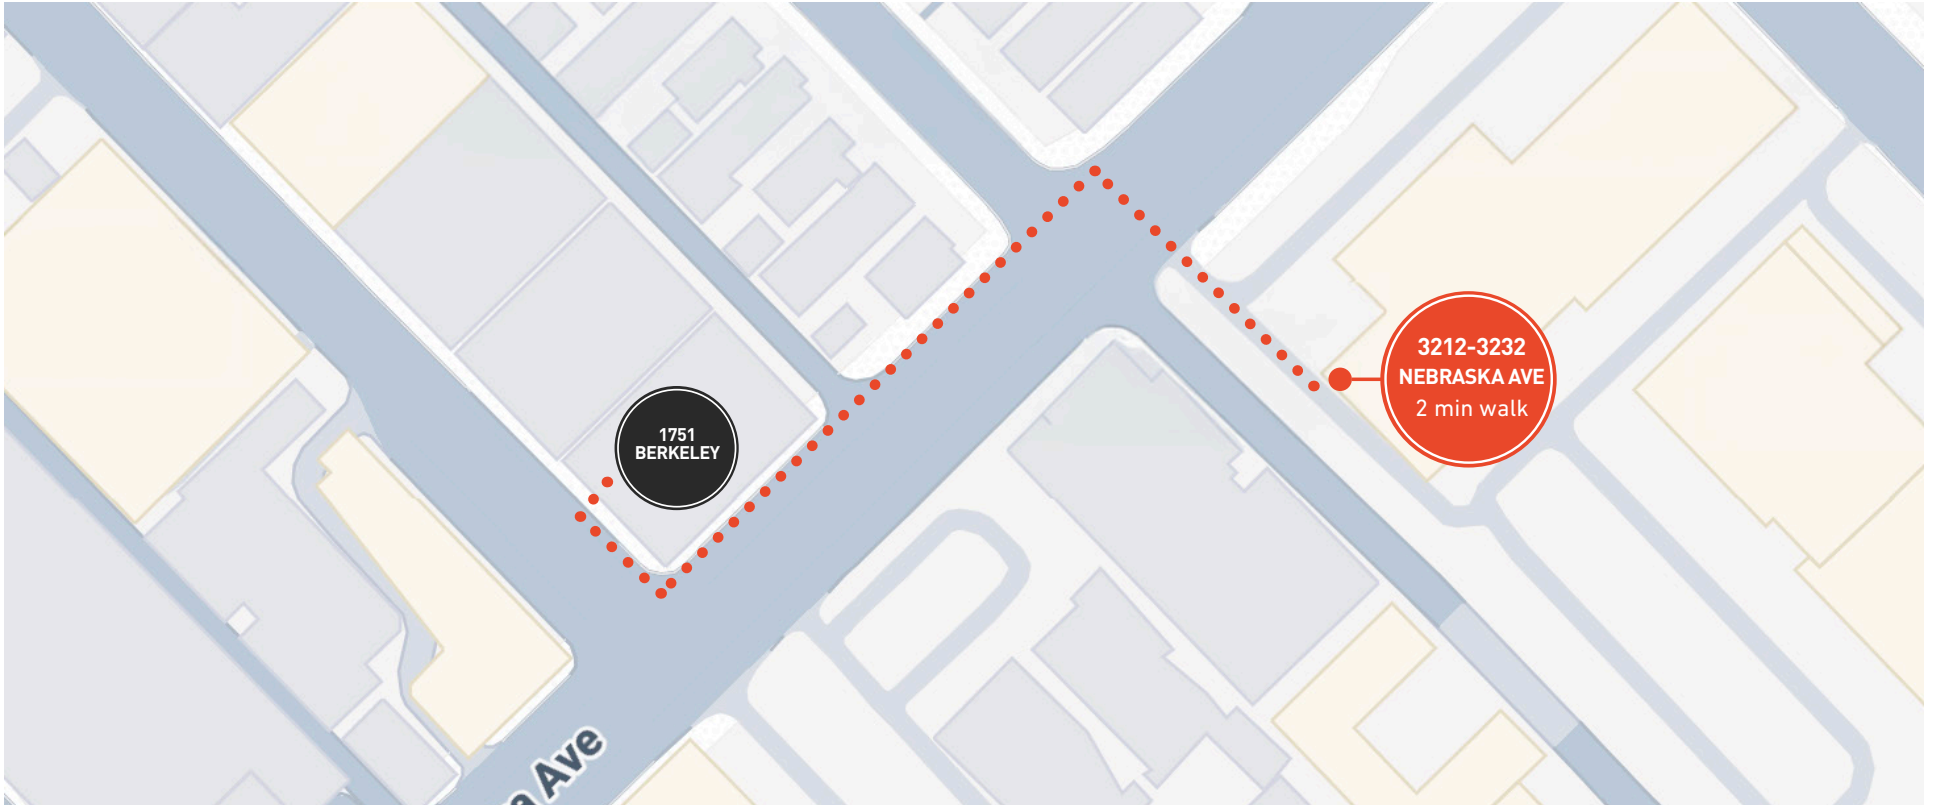 3212-3232
NEBRASKA AVE
2 min walk
1751
BERKELEY
Ave